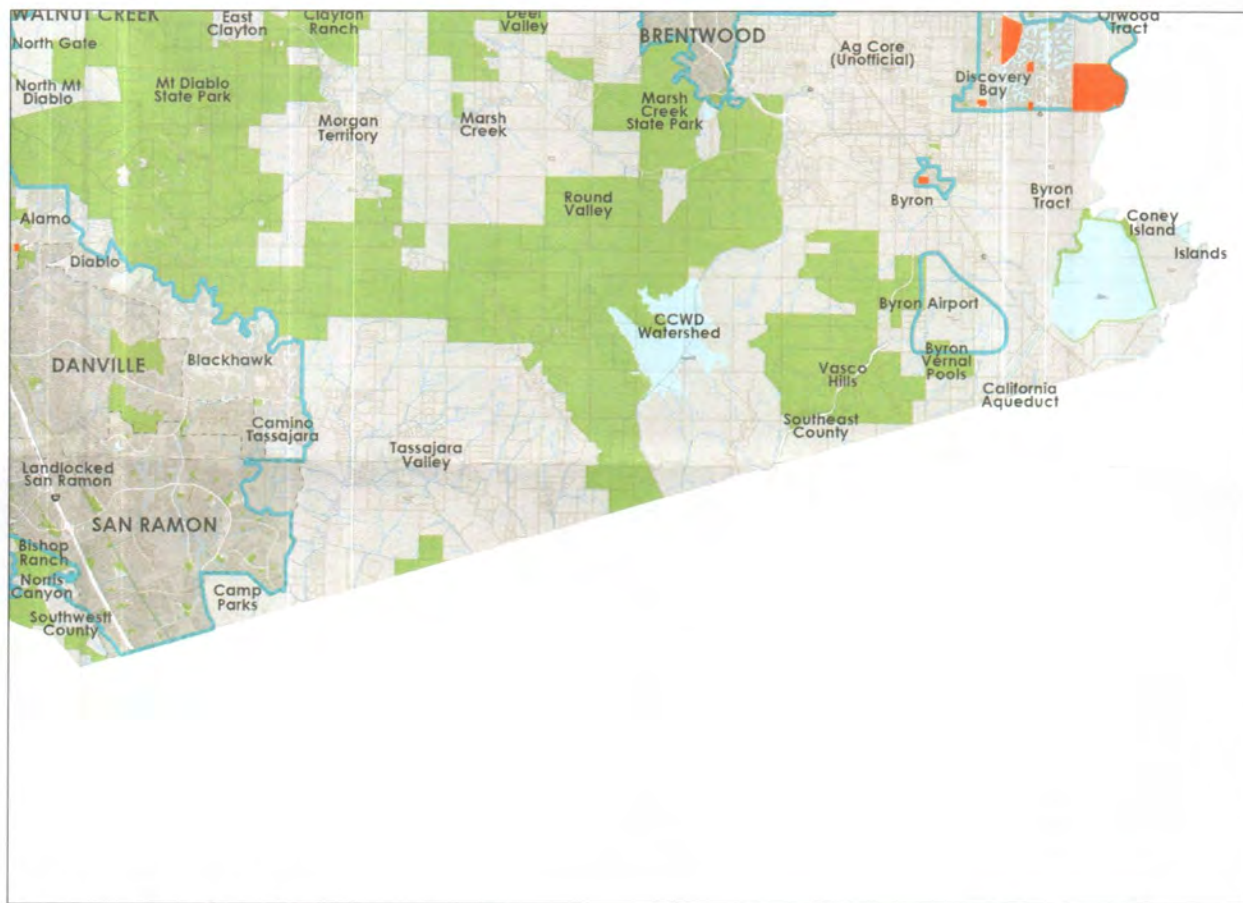 WALNUT CREEK
East
Clayton
Clayton
Ranch
Deer
Valley
BRENTWOOD
Orwood
Tract
North Gate
Ag Core
(Unofficial)
North Mt
Diablo
Mt Diablo
State Park
Discovery
Bay
Morgan
Territory
Marsh
Creek
Marsh
Creek
State Park
Round
Valley
Byron
Byron
Tract
Alamo
Coney
Island
Islands
Diablo
Byron Airport
CCWD
Watershed
DANVILLE
Blackhawk
Vasco
Hills
Byron
Vernal
Pools
California
Aqueduct
Camino
Tassajara
Southeast
County
Tassajara
Valley
Landlocked
San Ramon
SAN RAMON
Bishop
Ranch
Norris
Canyon
Camp
Parks
Southwest
County